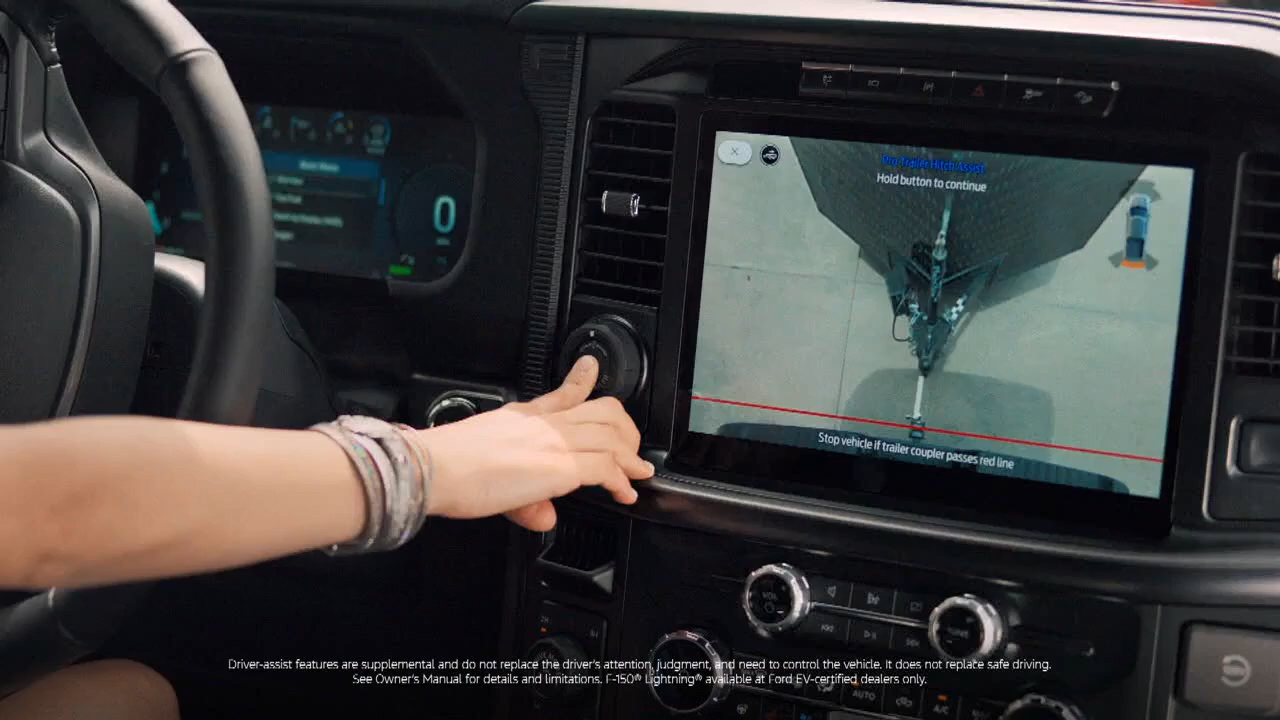 Pro Trailer Hitch Assist
Hold button to continue
0
Stop vehicle if trailer coupler passes red line
VOL
TUNE
AUTO
A/C
Driver-assist features are supplemental and do not replace the driver's attention, judgment, and need to control the vehicle. It does not replace safe driving.
See Owner's Manual for details and limitations. F-150® Lightning® available at Ford EV-certified dealers only.